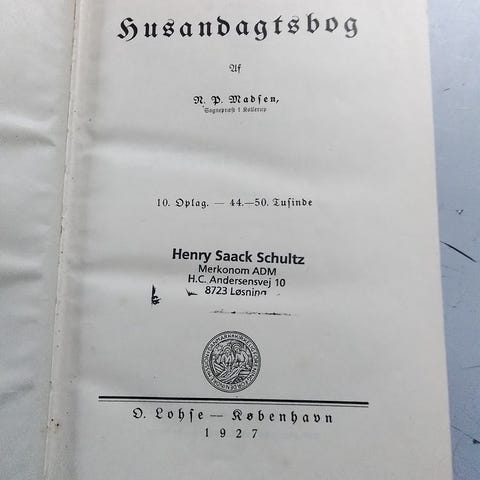 Husandagtsbog
Af
N. P. Madsen,
Sognepræst i Kollerup
10. Oplag. — 44.—50. Tusinde
Henry Saack Schultz
Merkonom ADM
H.C. Andersensvej 10
8723 Løsning
O. Lohse — København
1927